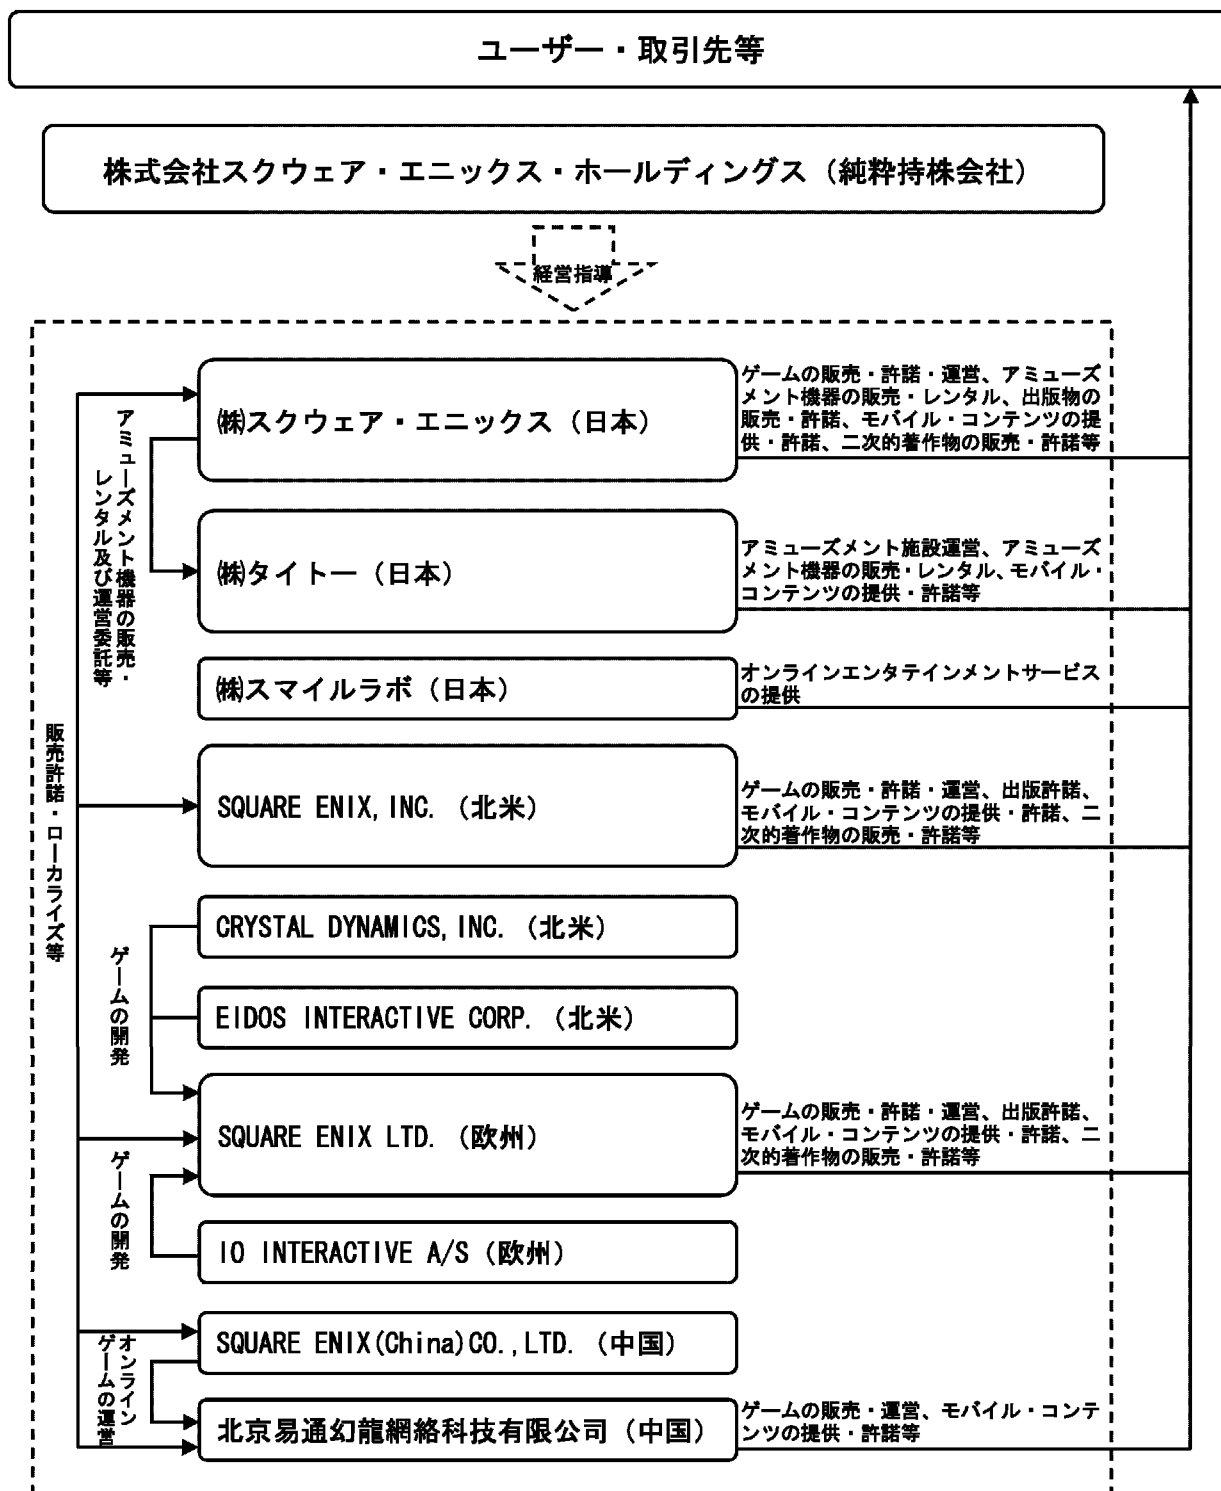 ユーザー・取引先等
株式会社スクウェア・エニックス・ホールディングス（純粋持株会社）
経営指導
㈱スクウェア・エニックス（日本）
ゲームの販売・許諾・運営、アミューズ
メント機器の販売・レンタル、出版物の
販売・許諾、モバイル・コンテンツの提
供・許諾、二次的著作物の販売・許諾等
アミューズメント機器の販売・
レンタル及び運営委託等
㈱タイトー（日本）
アミューズメント施設運営、アミューズ
メント機器の販売・レンタル、モバイル・
コンテンツの提供・許諾等
㈱スマイルラボ（日本）
オンラインエンタテインメントサービス
の提供
販売許諾・ローカライズ等
SQUARE ENIX,INC.（北米）
ゲームの販売・許諾・運営、出版許諾、
モバイル・コンテンツの提供・許諾、二
次的著作物の販売・許諾等
CRYSTAL DYNAMICS,INC.（北米）
ゲームの開発
EIDOS INTERACTIVE CORP.（北米）
SQUARE ENIX LTD.（欧州）
ゲームの販売・許諾・運営、出版許諾、
モバイル・コンテンツの提供・許諾、二
次的著作物の販売・許諾等
ゲームの開発
IO INTERACTIVE A/S（欧州）
SQUARE ENIX(China)CO.,LTD.（中国）
オンライン
ゲームの運営
北京易通幻龍網絡科技有限公司（中国）
ゲームの販売・運営、モバイル・コンテ
ンツの提供・許諾等